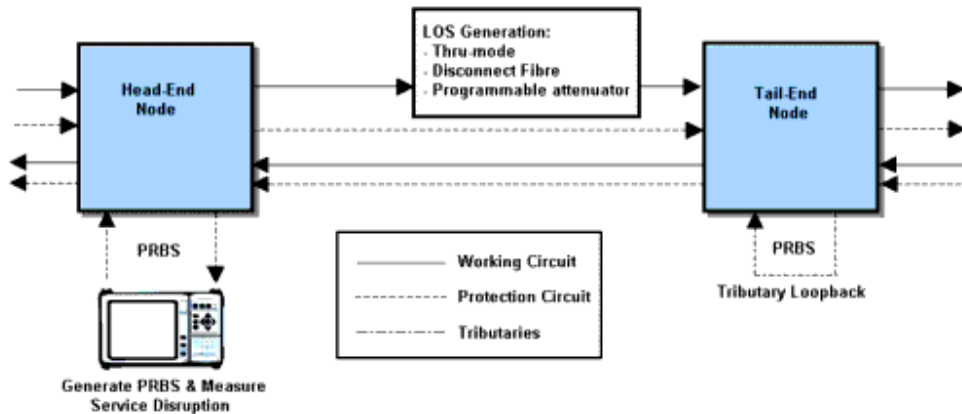 LOS Generation:
- Thru-mode
- Disconnect Fibre
- Programmable attenuator
Head-End
Node
Tail-End
Node
PRBS
PRBS
Tributary Loopback
Working Circuit
Protection Circuit
Tributaries
Generate PRBS & Measure
Service Disruption